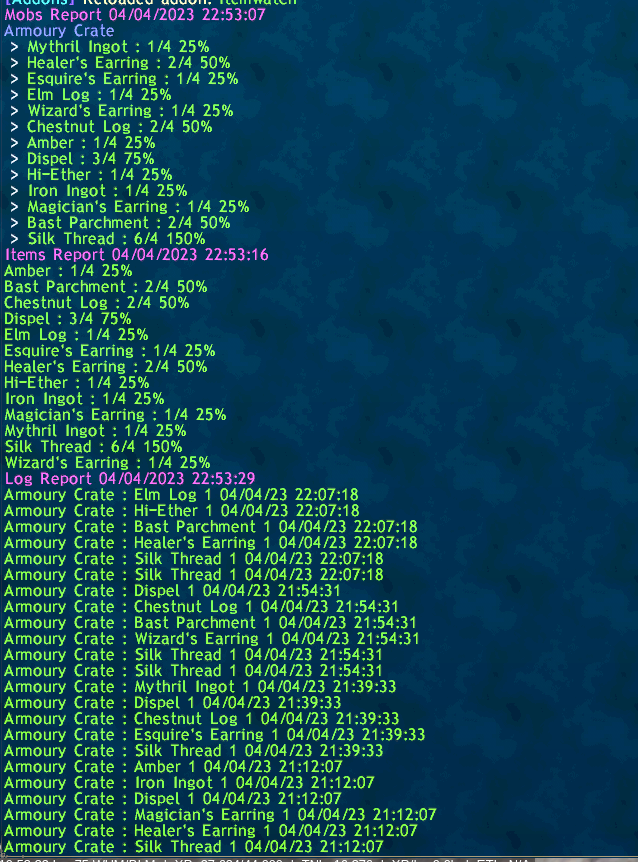 [Addons] Reloaded addon: itemwatch
Mobs Report 04/04/2023 22:53:07
Armoury Crate
> Mythril Ingot : 1/4 25%
> Healer's Earring : 2/4 50%
> Esquire's Earring : 1/4 25%
> Elm Log : 1/4 25%
> Wizard's Earring : 1/4 25%
> Chestnut Log : 2/4 50%
> Amber : 1/4 25%
> Dispel : 3/4 75%
> Hi-Ether : 1/4 25%
> Iron Ingot : 1/4 25%
> Magician's Earring : 1/4 25%
> Bast Parchment : 2/4 50%
> Silk Thread : 6/4 150%
Items Report 04/04/2023 22:53:16
Amber : 1/4 25%
Bast Parchment : 2/4 50%
Chestnut Log : 2/4 50%
Dispel : 3/4 75%
Elm Log : 1/4 25%
Esquire's Earring : 1/4 25%
Healer's Earring : 2/4 50%
Hi-Ether : 1/4 25%
Iron Ingot : 1/4 25%
Magician's Earring : 1/4 25%
Mythril Ingot : 1/4 25%
Silk Thread : 6/4 150%
Wizard's Earring : 1/4 25%
Log Report 04/04/2023 22:53:29
Armoury Crate : Elm Log 1 04/04/23 22:07:18
Armoury Crate : Hi-Ether 1 04/04/23 22:07:18
Armoury Crate : Bast Parchment 1 04/04/23 22:07:18
Armoury Crate : Healer's Earring 1 04/04/23 22:07:18
Armoury Crate : Silk Thread 1 04/04/23 22:07:18
Armoury Crate : Silk Thread 1 04/04/23 22:07:18
Armoury Crate : Dispel 1 04/04/23 21:54:31
Armoury Crate : Chestnut Log 1 04/04/23 21:54:31
Armoury Crate : Bast Parchment 1 04/04/23 21:54:31
Armoury Crate : Wizard's Earring 1 04/04/23 21:54:31
Armoury Crate : Silk Thread 1 04/04/23 21:54:31
Armoury Crate : Silk Thread 1 04/04/23 21:54:31
Armoury Crate : Mythril Ingot 1 04/04/23 21:39:33
Armoury Crate : Dispel 1 04/04/23 21:39:33
Armoury Crate : Chestnut Log 1 04/04/23 21:39:33
Armoury Crate : Esquire's Earring 1 04/04/23 21:39:33
Armoury Crate : Silk Thread 1 04/04/23 21:39:33
Armoury Crate : Amber 1 04/04/23 21:12:07
Armoury Crate : Iron Ingot 1 04/04/23 21:12:07
Armoury Crate : Dispel 1 04/04/23 21:12:07
Armoury Crate : Magician's Earring 1 04/04/23 21:12:07
Armoury Crate : Healer's Earring 1 04/04/23 21:12:07
Armoury Crate : Silk Thread 1 04/04/23 21:12:07